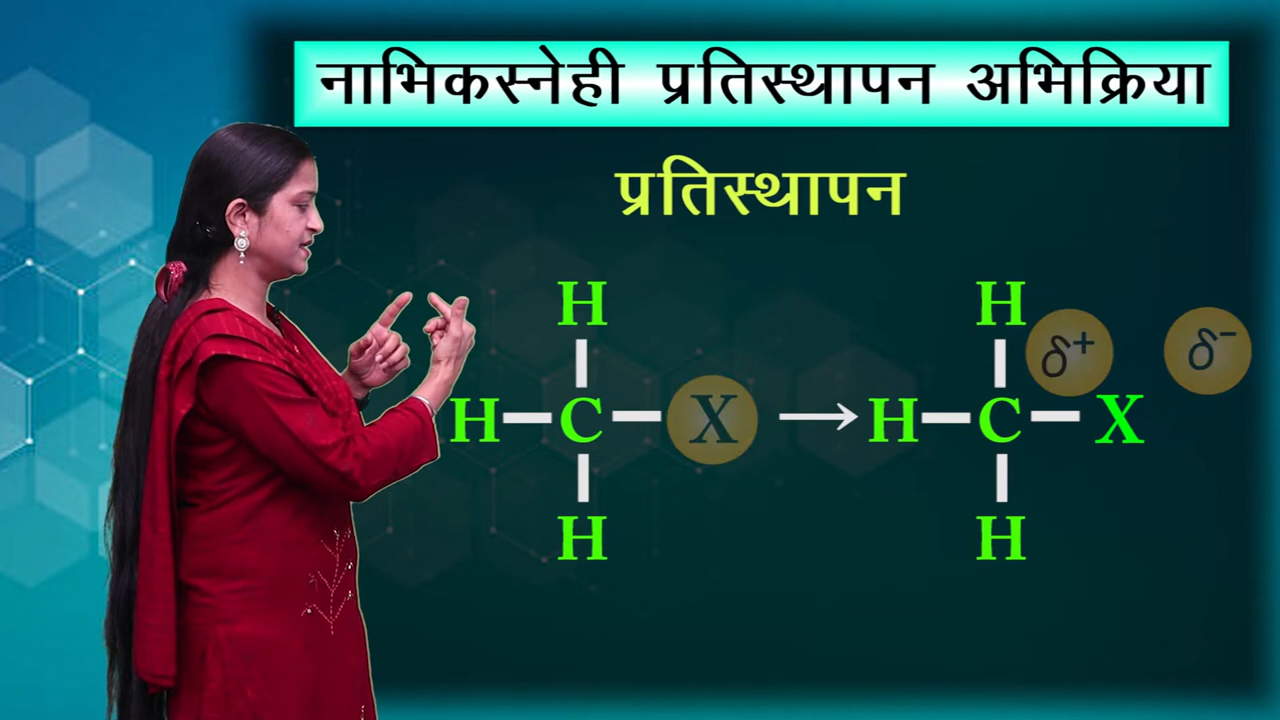 नाभिकस्नेही प्रतिस्थापन अभिक्रिया
प्रतिस्थापन
H H
δ+ δ−
H–C–X → H–C–X
H H